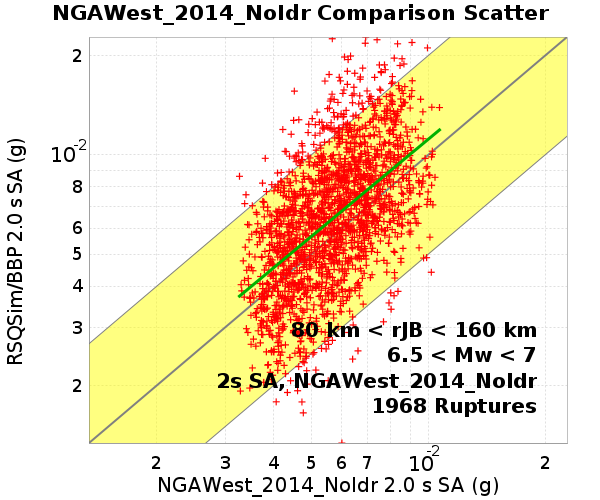 NGAWest_2014_NoIdr Comparison Scatter
RSQSim/BBP 2.0 s SA (g)
2
10-2
8
6
5
4
3
2
80 km < rJB < 160 km
6.5 < Mw < 7
2s SA, NGAWest_2014_NoIdr
1968 Ruptures
2 3 4 5 6 7 10-2 2
NGAWest_2014_NoIdr 2.0 s SA (g)